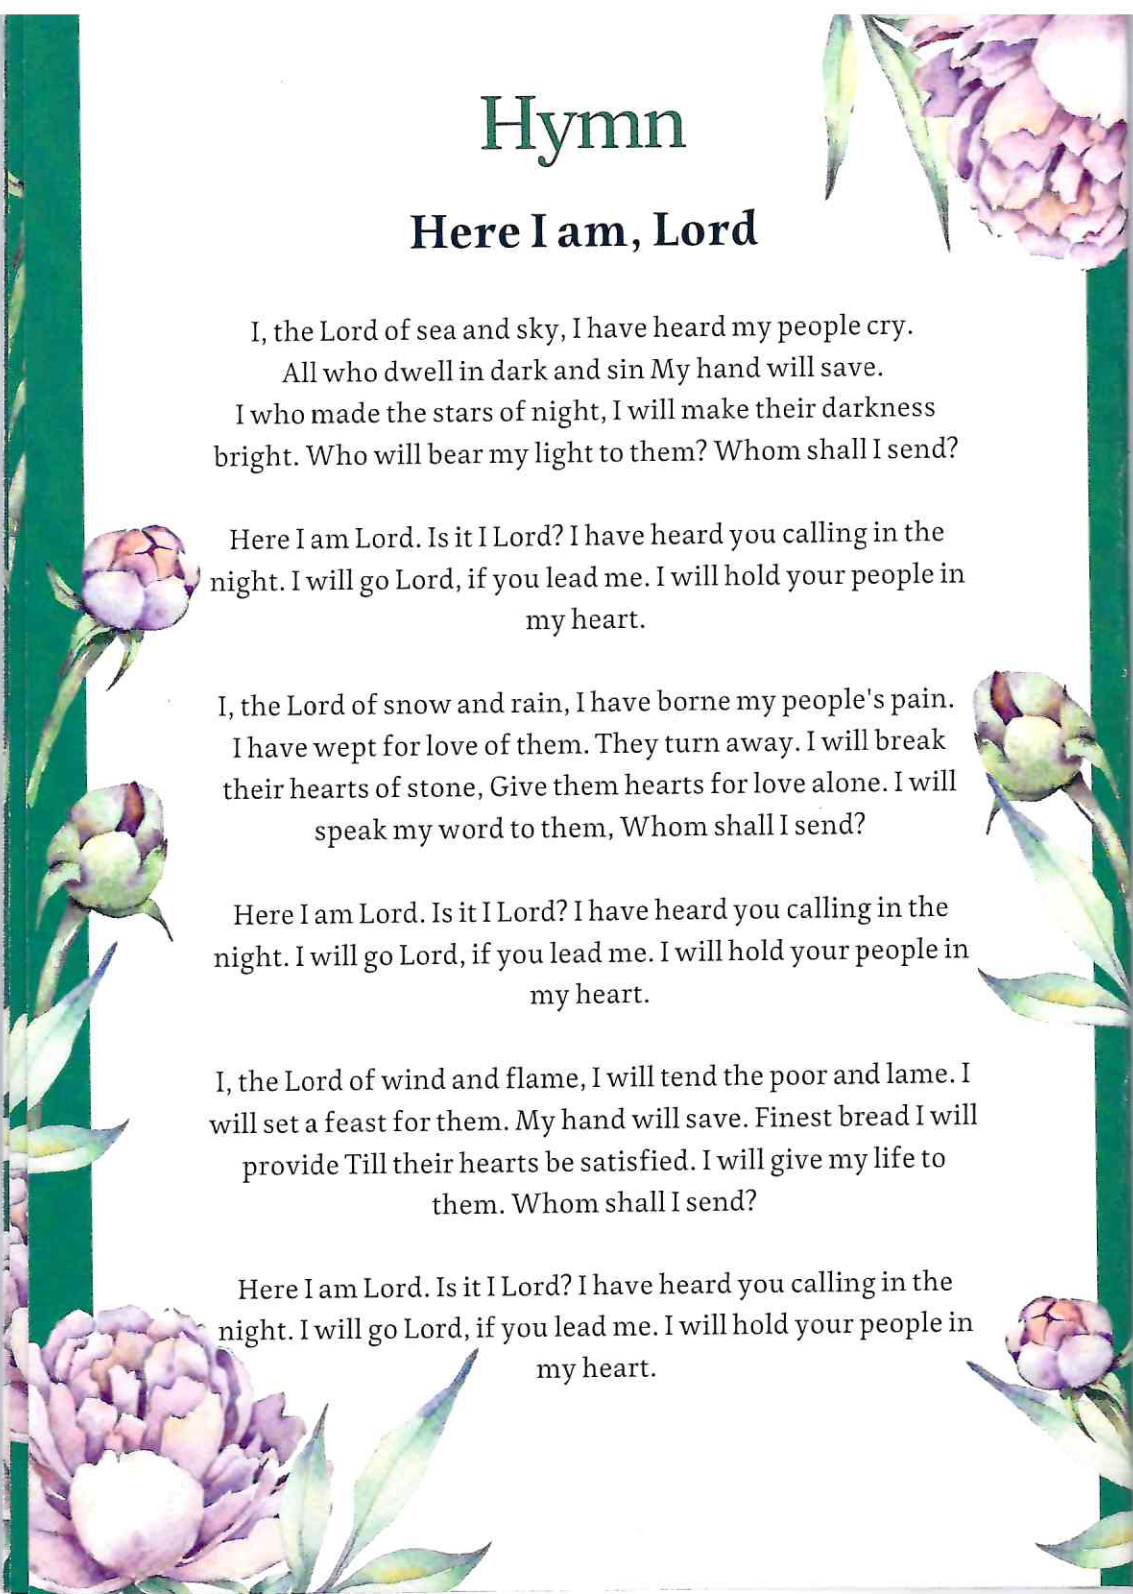 Hymn
Here I am, Lord
I, the Lord of sea and sky, I have heard my people cry.
All who dwell in dark and sin My hand will save.
I who made the stars of night, I will make their darkness
bright. Who will bear my light to them? Whom shall I send?
Here I am Lord. Is it I Lord? I have heard you calling in the
night. I will go Lord, if you lead me. I will hold your people in
my heart.
I, the Lord of snow and rain, I have borne my people's pain.
I have wept for love of them. They turn away. I will break
their hearts of stone, Give them hearts for love alone. I will
speak my word to them, Whom shall I send?
Here I am Lord. Is it I Lord? I have heard you calling in the
night. I will go Lord, if you lead me. I will hold your people in
my heart.
I, the Lord of wind and flame, I will tend the poor and lame. I
will set a feast for them. My hand will save. Finest bread I will
provide Till their hearts be satisfied. I will give my life to
them. Whom shall I send?
Here I am Lord. Is it I Lord? I have heard you calling in the
night. I will go Lord, if you lead me. I will hold your people in
my heart.